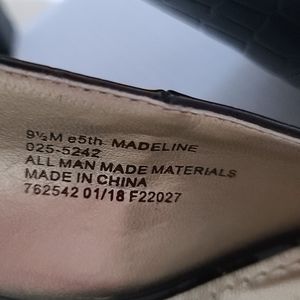 9½M e5th MADELINE
025-5242
ALL MAN MADE MATERIALS
MADE IN CHINA
762542 01/18 F22027